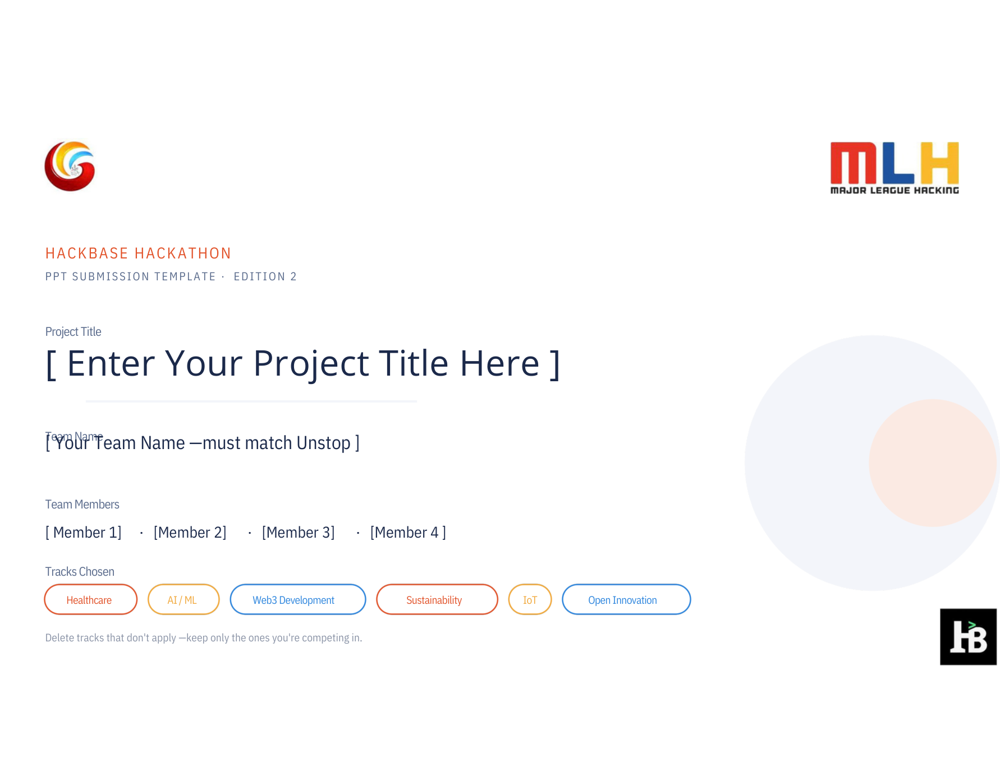 MLH
MAJOR LEAGUE HACKING
HACKBASE HACKATHON
PPT SUBMISSION TEMPLATE · EDITION 2
Project Title
[ Enter Your Project Title Here ]
Team Name
[ Your Team Name —must match Unstop ]
Team Members
[ Member 1] · [Member 2] · [Member 3] · [Member 4 ]
Tracks Chosen
Healthcare AI / ML Web3 Development Sustainability IoT Open Innovation
Delete tracks that don't apply —keep only the ones you're competing in.
HB